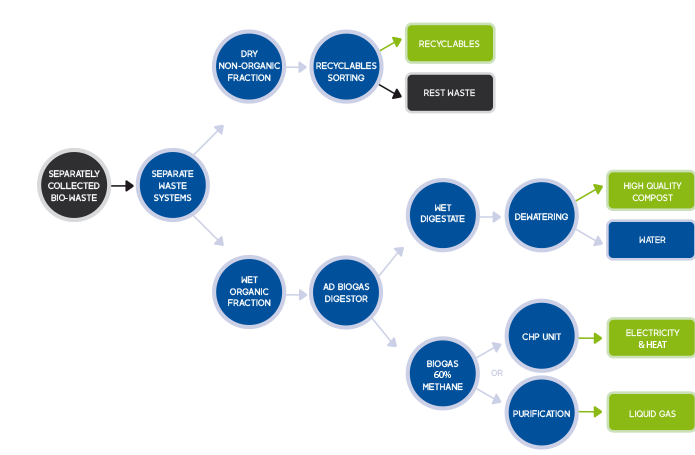 DRY
NON-ORGANIC
FRACTION
RECYCLABLES
SORTING
RECYCLABLES
REST WASTE
SEPARATELY
COLLECTED
BIO-WASTE
SEPARATE
WASTE
SYSTEMS
WET
ORGANIC
FRACTION
AD BIOGAS
DIGESTOR
WET
DIGESTATE
DEWATERING
HIGH QUALITY
COMPOST
WATER
BIOGAS
60%
METHANE
OR
CHP UNIT
ELECTRICITY
& HEAT
PURIFICATION
LIQUID GAS